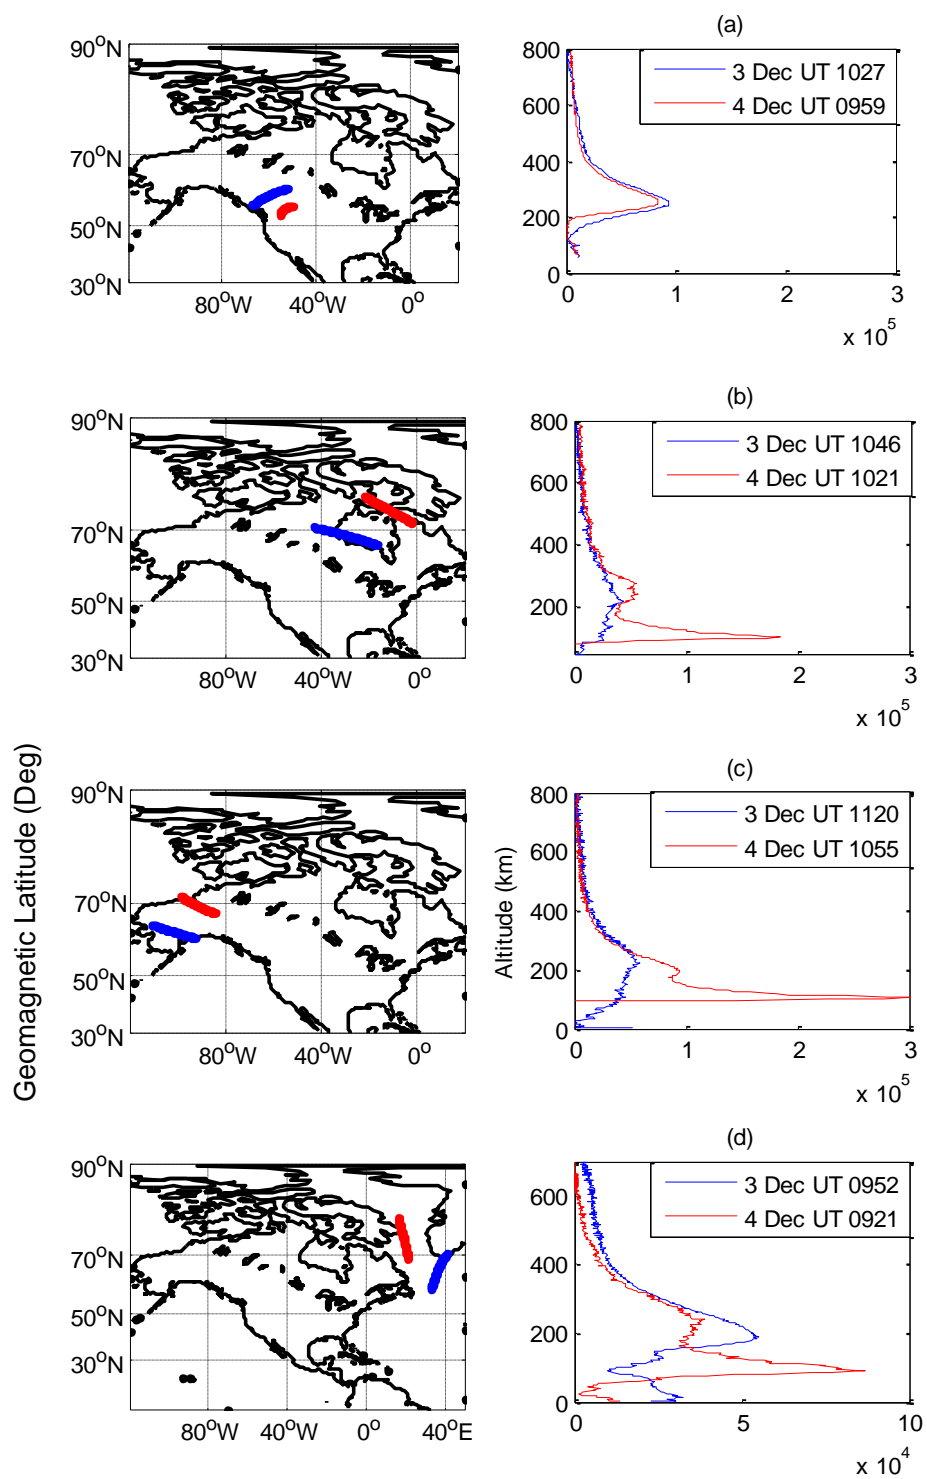 (a)
90°N
70°N
50°N
30°N
80°W 40°W 0°
800
600
400
200
0
3 Dec UT 1027
4 Dec UT 0959
0 1 2 3
x 10^5
(b)
90°N
70°N
50°N
30°N
80°W 40°W 0°
800
600
400
200
3 Dec UT 1046
4 Dec UT 1021
0 1 2 3
x 10^5
Geomagnetic Latitude (Deg)
(c)
90°N
70°N
50°N
30°N
80°W 40°W 0°
Altitude (km)
800
600
400
200
0
3 Dec UT 1120
4 Dec UT 1055
0 1 2 3
x 10^5
(d)
90°N
70°N
50°N
30°N
80°W 40°W 0° 40°E
600
400
200
0
3 Dec UT 0952
4 Dec UT 0921
0 5 10
x 10^4